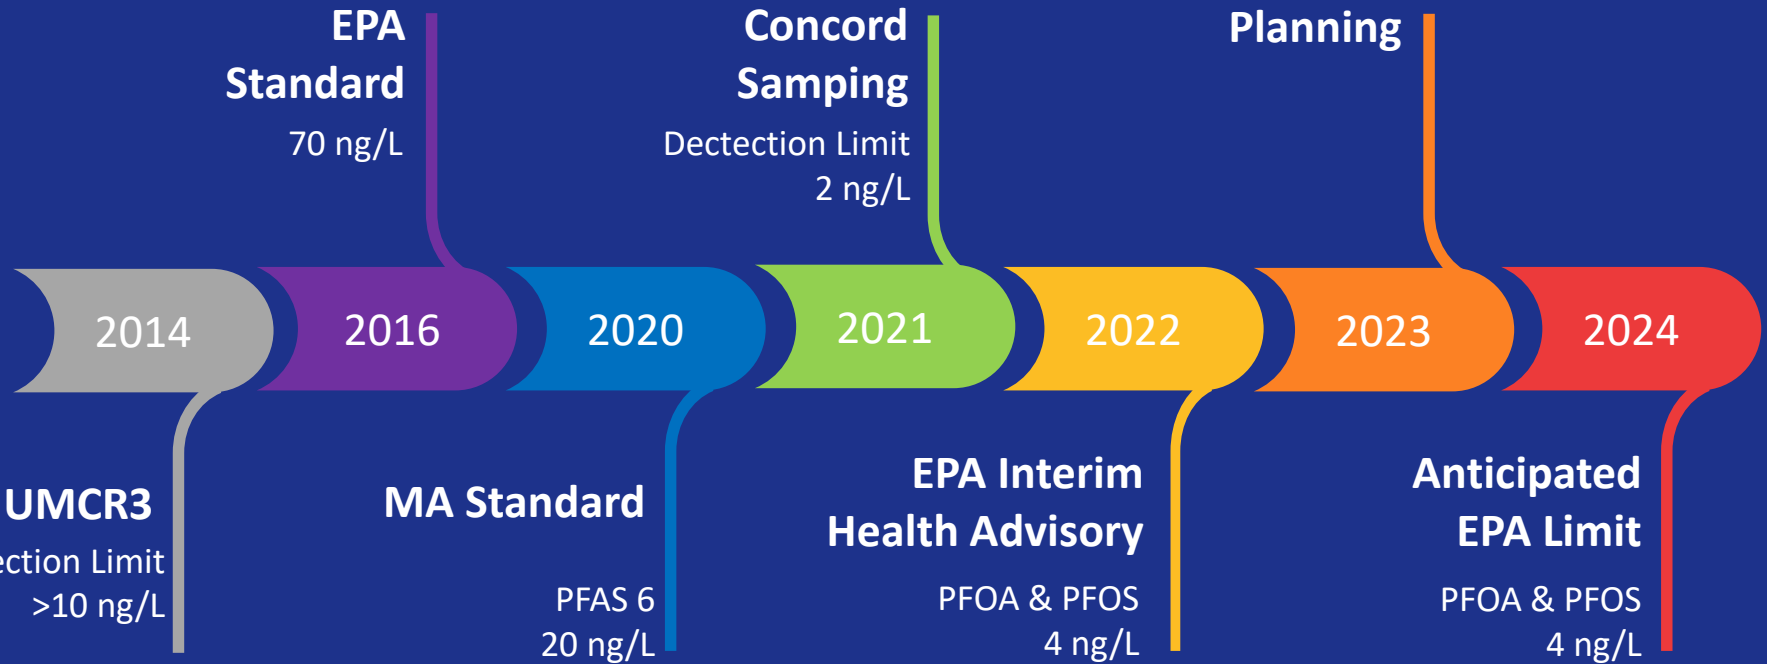 EPA
Standard
70 ng/L
Concord
Samping
Dectection Limit
2 ng/L
Planning
2014
2016
2020
2021
2022
2023
2024
UMCR3
ection Limit
>10 ng/L
MA Standard
PFAS 6
20 ng/L
EPA Interim
Health Advisory
PFOA & PFOS
4 ng/L
Anticipated
EPA Limit
PFOA & PFOS
4 ng/L